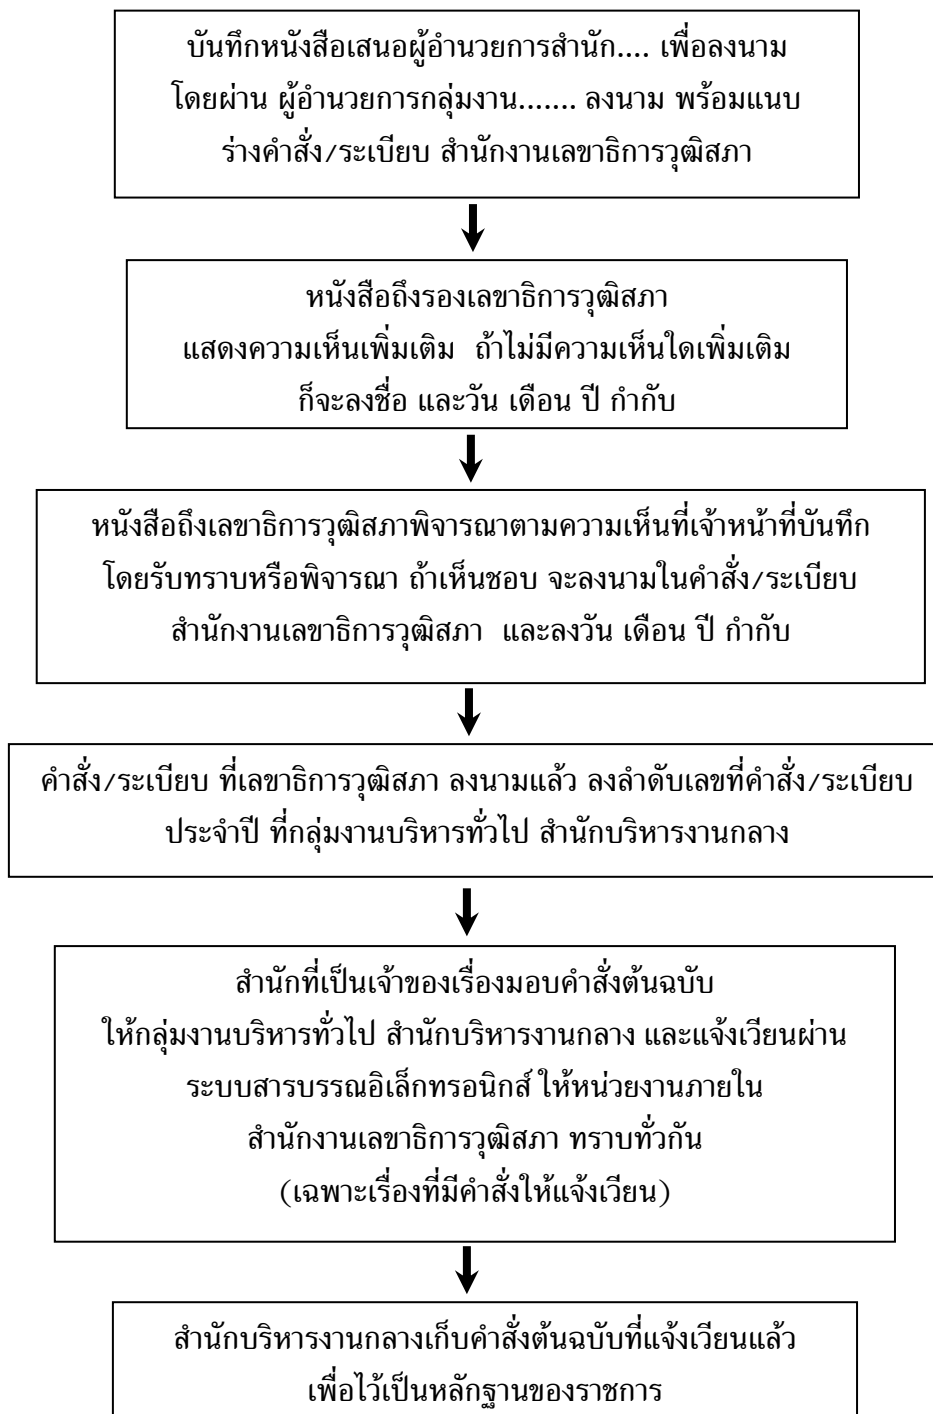 บันทึกหนังสือเสนอผู้อำนวยการสำนัก.... เพื่อลงนาม
โดยผ่าน ผู้อำนวยการกลุ่มงาน....... ลงนาม พร้อมแนบ
ร่างคำสั่ง/ระเบียบ สำนักงานเลขาธิการวุฒิสภา
หนังสือถึงรองเลขาธิการวุฒิสภา
แสดงความเห็นเพิ่มเติม ถ้าไม่มีความเห็นใดเพิ่มเติม
ก็จะลงชื่อ และวัน เดือน ปี กำกับ
หนังสือถึงเลขาธิการวุฒิสภาพิจารณาตามความเห็นที่เจ้าหน้าที่บันทึก
โดยรับทราบหรือพิจารณา ถ้าเห็นชอบ จะลงนามในคำสั่ง/ระเบียบ
สำนักงานเลขาธิการวุฒิสภา และลงวัน เดือน ปี กำกับ
คำสั่ง/ระเบียบ ที่เลขาธิการวุฒิสภา ลงนามแล้ว ลงลำดับเลขที่คำสั่ง/ระเบียบ
ประจำปี ที่กลุ่มงานบริหารทั่วไป สำนักบริหารงานกลาง
สำนักที่เป็นเจ้าของเรื่องมอบคำสั่งต้นฉบับ
ให้กลุ่มงานบริหารทั่วไป สำนักบริหารงานกลาง และแจ้งเวียนผ่าน
ระบบสารบรรณอิเล็กทรอนิกส์ ให้หน่วยงานภายใน
สำนักงานเลขาธิการวุฒิสภา ทราบทั่วกัน
(เฉพาะเรื่องที่มีคำสั่งให้แจ้งเวียน)
สำนักบริหารงานกลางเก็บคำสั่งต้นฉบับที่แจ้งเวียนแล้ว
เพื่อไว้เป็นหลักฐานของราชการ